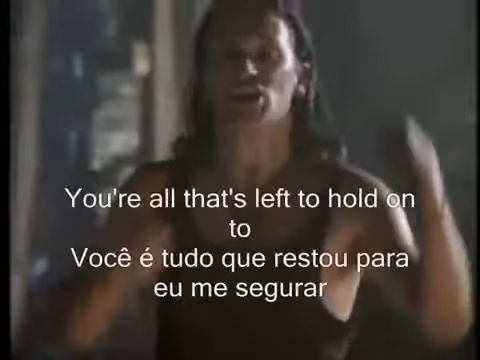 You're all that's left to hold on
to
Você é tudo que restou para
eu me segurar